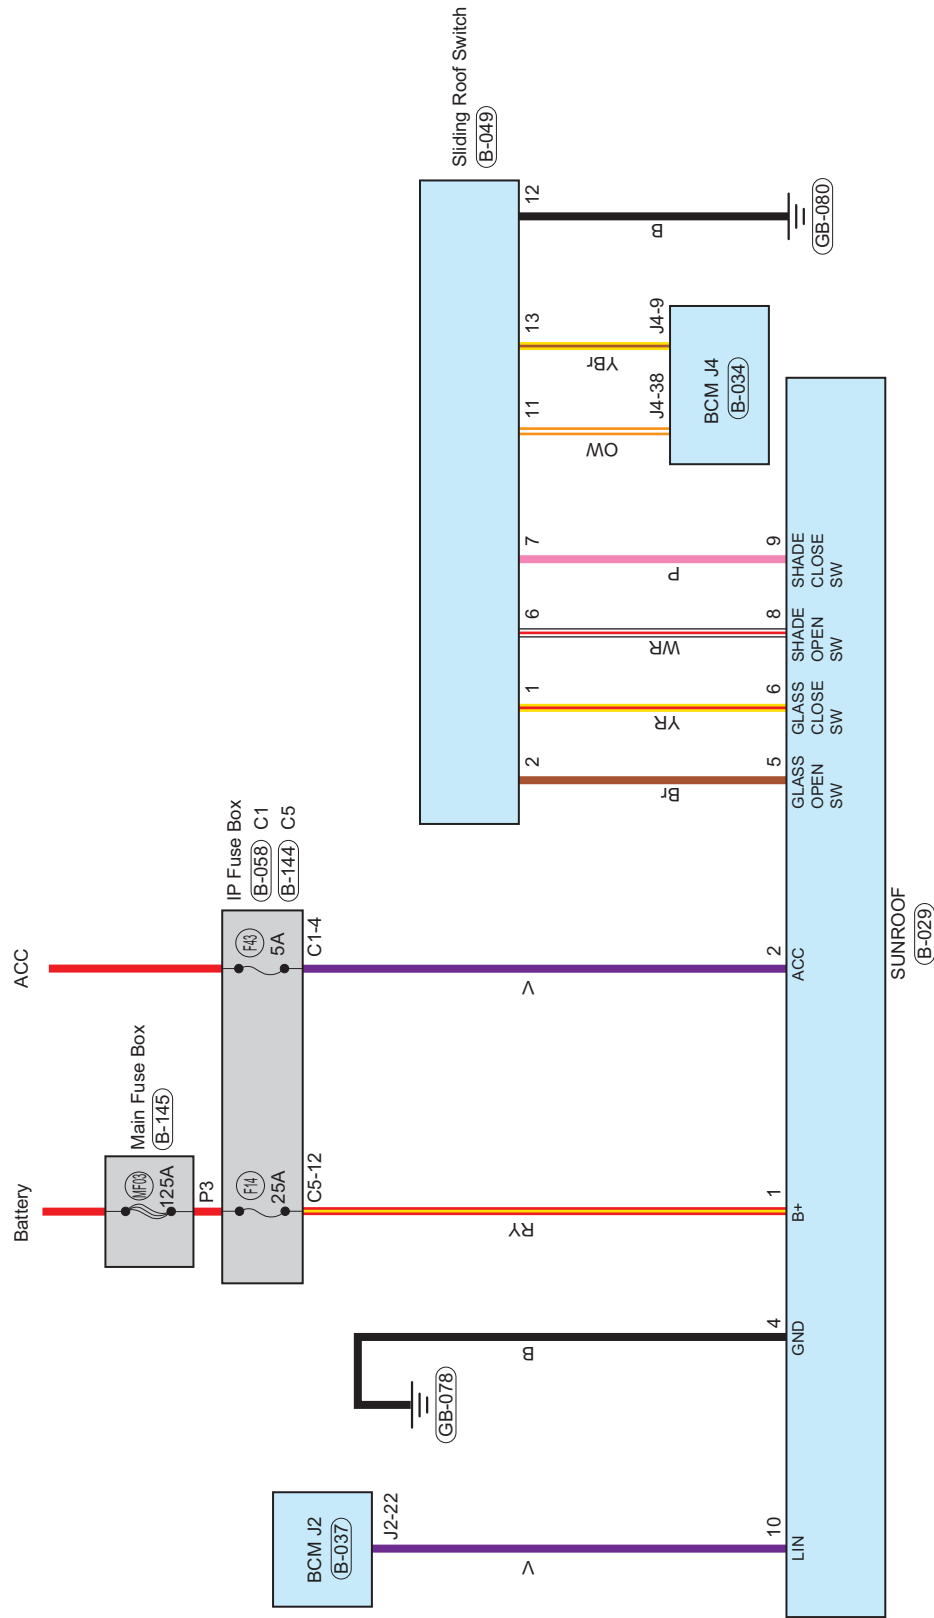 Battery
ACC
Main Fuse Box
B-145
MF03
125A
P3
IP Fuse Box
B-058 C1
B-144 C5
F14
25A
F43
5A
C5-12
C1-4
Sliding Roof Switch
B-049
2
1
6
7
11
13
12
BCM J2
B-037
J2-22
GB-078
J4-38
J4-9
BCM J4
B-034
GB-080
V
B
RY
V
Br
YR
WR
P
OW
YBr
B
10
4
1
2
5
6
8
9
LIN
GND
B+
ACC
GLASS
OPEN
SW
GLASS
CLOSE
SW
SHADE
OPEN
SW
SHADE
CLOSE
SW
SUNROOF
B-029